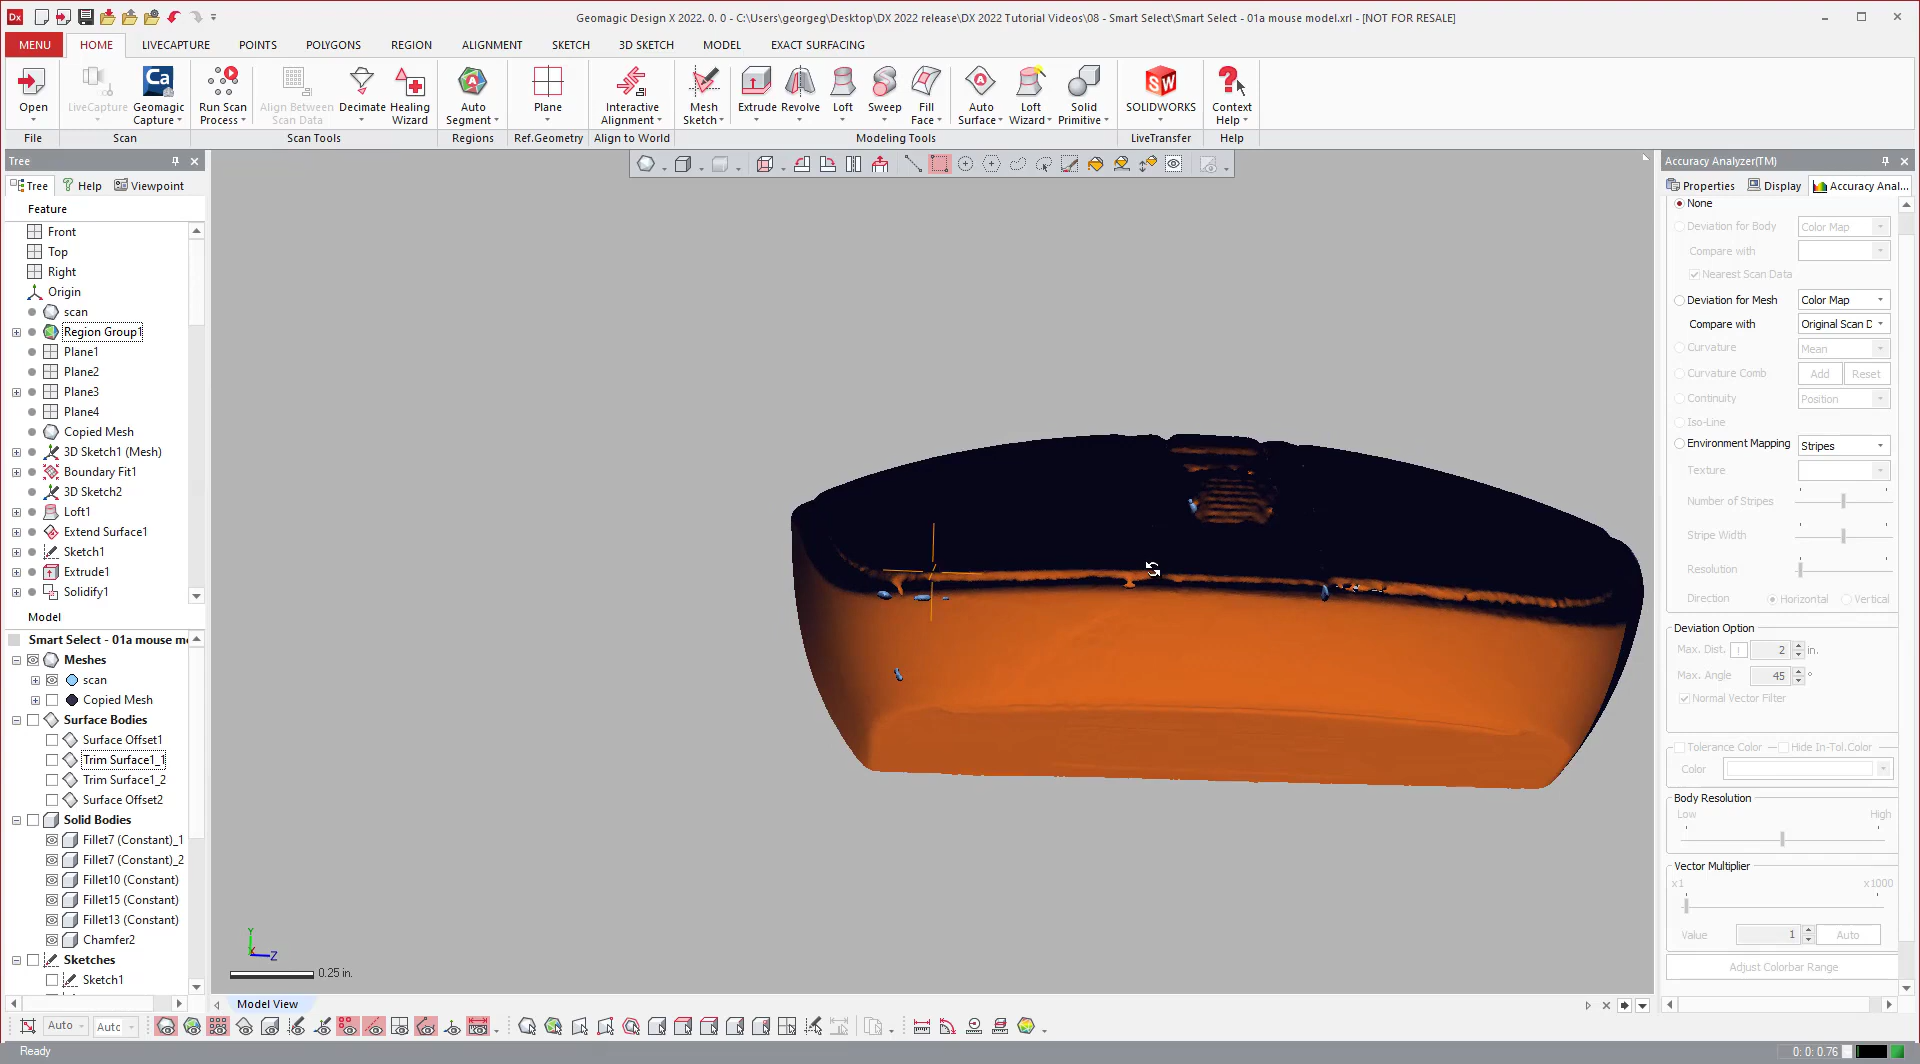 Dx
Geomagic Design X 2022. 0. 0 - C:\Users\georgeg\Desktop\DX 2022 release\DX 2022 Tutorial Videos\08 - Smart Select\Smart Select - 01a mouse model.xrl - [NOT FOR RESALE]
MENU HOME LIVECAPTURE POINTS POLYGONS REGION ALIGNMENT SKETCH 3D SKETCH MODEL EXACT SURFACING
Open LiveCapture Geomagic Capture Run Scan Process Align Between Scan Data Decimate Healing Wizard Auto Segment Plane Interactive Alignment Mesh Sketch Extrude Revolve Loft Sweep Fill Face Auto Surface Loft Wizard Solid Primitive SOLIDWORKS Context Help
File Scan Scan Tools Regions Ref.Geometry Align to World Modeling Tools LiveTransfer Help
Tree
Tree Help Viewpoint
Feature
Front
Top
Right
Origin
scan
Region Group1
Plane1
Plane2
Plane3
Plane4
Copied Mesh
3D Sketch1 (Mesh)
Boundary Fit1
3D Sketch2
Loft1
Extend Surface1
Sketch1
Extrude1
Solidify1
Model
Smart Select - 01a mouse m
Meshes
scan
Copied Mesh
Surface Bodies
Surface Offset1
Trim Surface1_1
Trim Surface1_2
Surface Offset2
Solid Bodies
Fillet7 (Constant)_1
Fillet7 (Constant)_2
Fillet10 (Constant)
Fillet15 (Constant)
Fillet13 (Constant)
Chamfer2
Sketches
Sketch1
Y
Z
0.25 in.
Model View
Auto Auto
Ready
Accuracy Analyzer(TM)
Properties Display Accuracy Anal...
None
Deviation for Body Color Map
Compare with
Nearest Scan Data
Deviation for Mesh Color Map
Compare with Original Scan D
Curvature Mean
Curvature Comb Add Reset
Continuity Position
Iso-Line
Environment Mapping Stripes
Texture
Number of Stripes
Stripe Width
Resolution
Direction Horizontal Vertical
Deviation Option
Max. Dist. ! 2 in.
Max. Angle 45 °
Normal Vector Filter
Tolerance Color Hide In-Tol.Color
Color
Body Resolution
Low High
Vector Multiplier
x1 x1000
Value 1 Auto
Adjust Colorbar Range
0: 0: 0.76